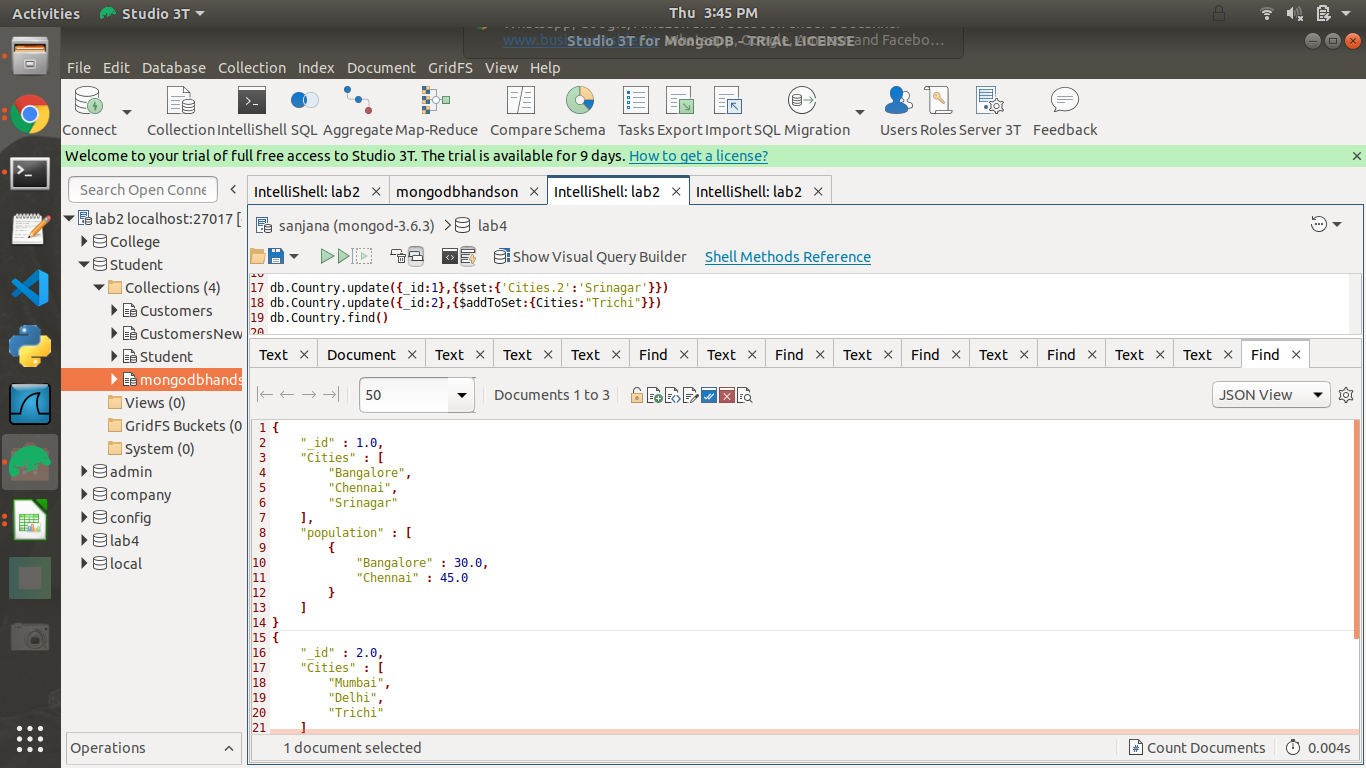 Activities
Studio 3T
Thu 3:45 PM
Studio 3T for MongoDB - TRIAL LICENSE
File Edit Database Collection Index Document GridFS View Help
Connect Collection IntelliShell SQL Aggregate Map-Reduce Compare Schema Tasks Export Import SQL Migration Users Roles Server 3T Feedback
Welcome to your trial of full free access to Studio 3T. The trial is available for 9 days. How to get a license?
Search Open Conne
IntelliShell: lab2
mongodbhandson
IntelliShell: lab2
IntelliShell: lab2
lab2 localhost:27017 [
College
Student
Collections (4)
Customers
CustomersNew
Student
mongodbhands
Views (0)
GridFS Buckets (0
System (0)
admin
company
config
lab4
local
Operations
sanjana (mongod-3.6.3)
lab4
Show Visual Query Builder
Shell Methods Reference
17 db.Country.update({_id:1},{$set:{'Cities.2':'Srinagar'}})
18 db.Country.update({_id:2},{$addToSet:{Cities:"Trichi"}})
19 db.Country.find()
20
Text Document Text Text Text Find Text Find Text Find Text Find Text Text Find
50
Documents 1 to 3
JSON View
1 {
2 "_id" : 1.0,
3 "Cities" : [
4 "Bangalore",
5 "Chennai",
6 "Srinagar"
7 ],
8 "population" : [
9 {
10 "Bangalore" : 30.0,
11 "Chennai" : 45.0
12 }
13 ]
14 }
15 {
16 "_id" : 2.0,
17 "Cities" : [
18 "Mumbai",
19 "Delhi",
20 "Trichi"
21 ]
1 document selected
Count Documents
0.004s